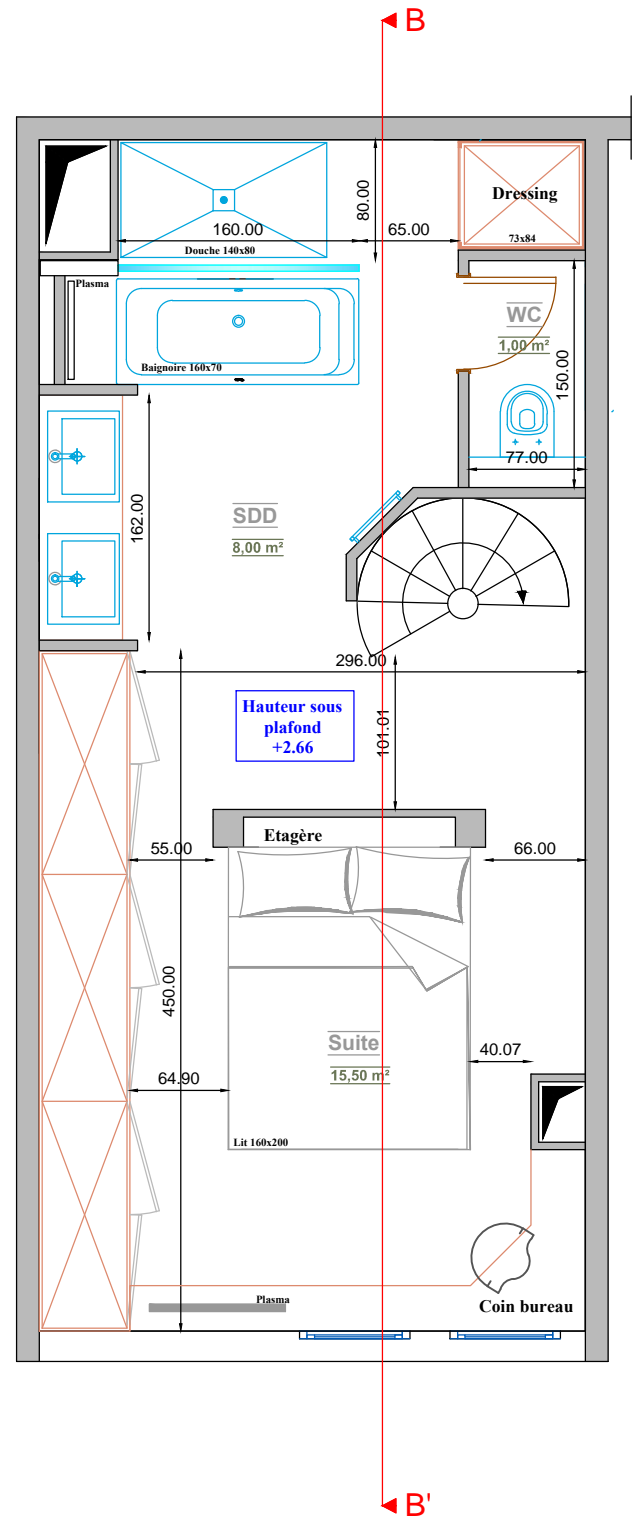 B
Dressing
73x84
80.00
160.00
65.00
Douche 140x80
Plasma
WC
1,00 m²
150.00
Baignoire 160x70
77.00
162.00
SDD
8,00 m²
296.00
Hauteur sous
plafond
+2.66
101.01
Etagère
55.00
66.00
450.00
Suite
15,50 m²
40.07
64.90
Lit 160x200
Plasma
Coin bureau
B'